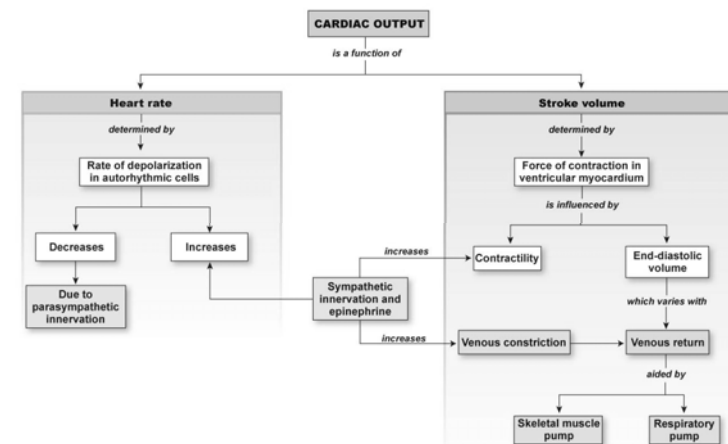 CARDIAC OUTPUT
is a function of
Heart rate
determined by
Rate of depolarization
in autorhythmic cells
Decreases
Increases
Due to
parasympathetic
innervation
Sympathetic
innervation and
epinephrine
increases
increases
Stroke volume
determined by
Force of contraction in
ventricular myocardium
is influenced by
Contractility
End-diastolic
volume
which varies with
Venous constriction
Venous return
aided by
Skeletal muscle
pump
Respiratory
pump